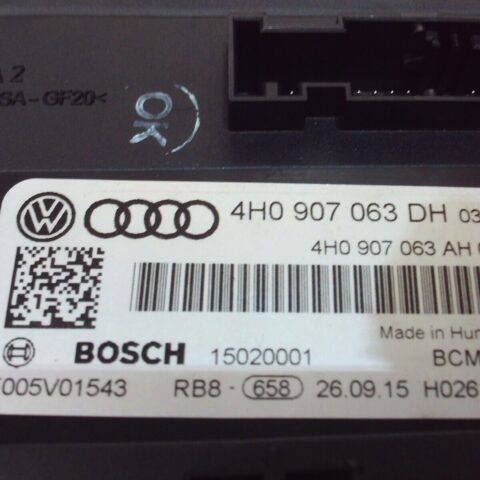 A 2
SA-GF20<
OK
4H0 907 063 DH 03
4H0 907 063 AH
Made in Hun
BOSCH 15020001 BCM
005V01543 RB8 - 658 26.09.15 H026